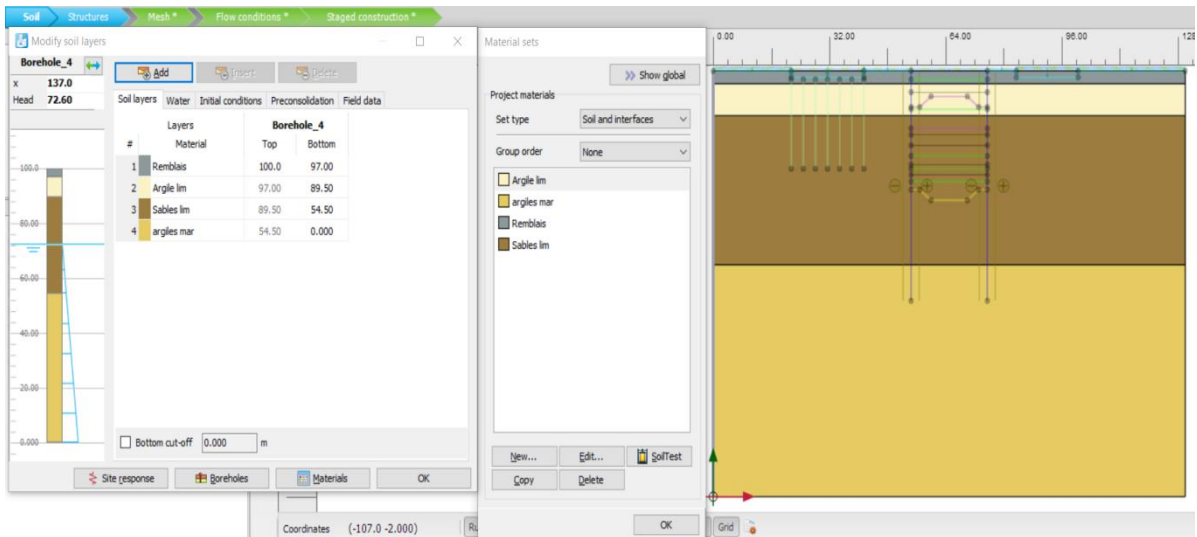 Soil Structures Mesh * Flow conditions * Staged construction *
Modify soil layers
Borehole_4
x 137.0
Head 72.60
Add Insert Delete
Soil layers Water Initial conditions Preconsolidation Field data
Layers Borehole_4
# Material Top Bottom
1 Remblais 100.0 97.00
2 Argile lim 97.00 89.50
3 Sables lim 89.50 54.50
4 argiles mar 54.50 0.000
100.0
80.00
60.00
40.00
20.00
0.000
Bottom cut-off 0.000 m
Site response Boreholes Materials OK
Material sets
Show global
Project materials
Set type Soil and interfaces
Group order None
Argile lim
argiles mar
Remblais
Sables lim
New... Edit... SoilTest
Copy Delete
OK
0.00 32.00 64.00 96.00 128
Coordinates (-107.0 -2.000)
Ru
Grid